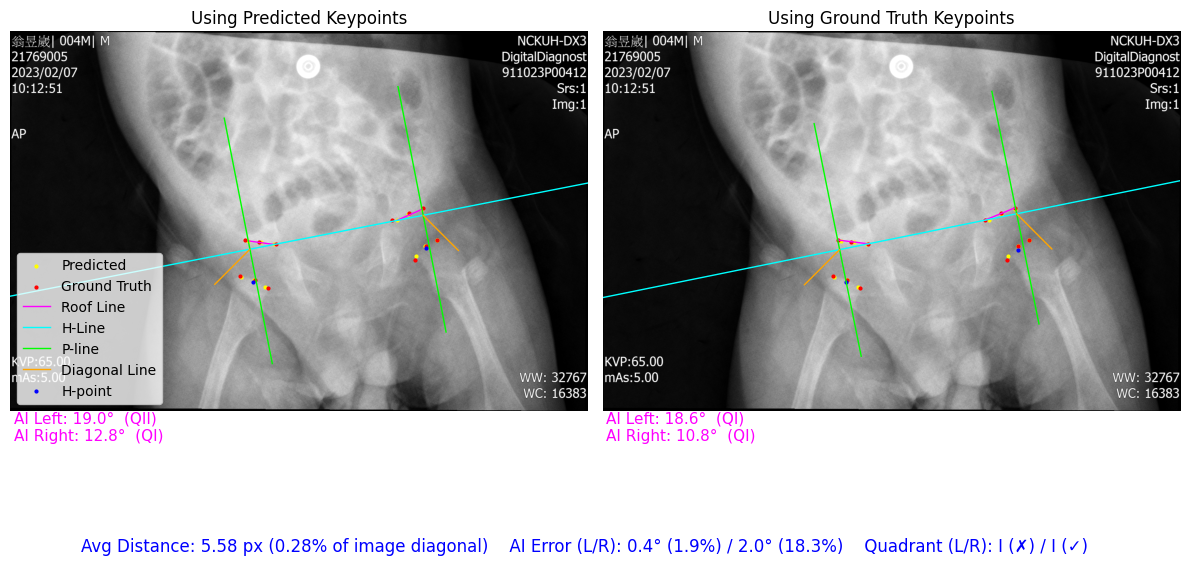 Using Predicted Keypoints
翁昱崴| 004M| M
21769005
2023/02/07
10:12:51
AP
NCKUH-DX3
DigitalDiagnost
911023P00412
Srs:1
Img:1
Predicted
Ground Truth
Roof Line
H-Line
P-line
Diagonal Line
H-point
KVP:65.00
mAs:5.00
WW: 32767
WC: 16383
AI Left: 19.0° (QII)
AI Right: 12.8° (QI)
Using Ground Truth Keypoints
翁昱崴| 004M| M
21769005
2023/02/07
10:12:51
AP
NCKUH-DX3
DigitalDiagnost
911023P00412
Srs:1
Img:1
KVP:65.00
mAs:5.00
WW: 32767
WC: 16383
AI Left: 18.6° (QI)
AI Right: 10.8° (QI)
Avg Distance: 5.58 px (0.28% of image diagonal) AI Error (L/R): 0.4° (1.9%) / 2.0° (18.3%) Quadrant (L/R): I (✗) / I (✓)